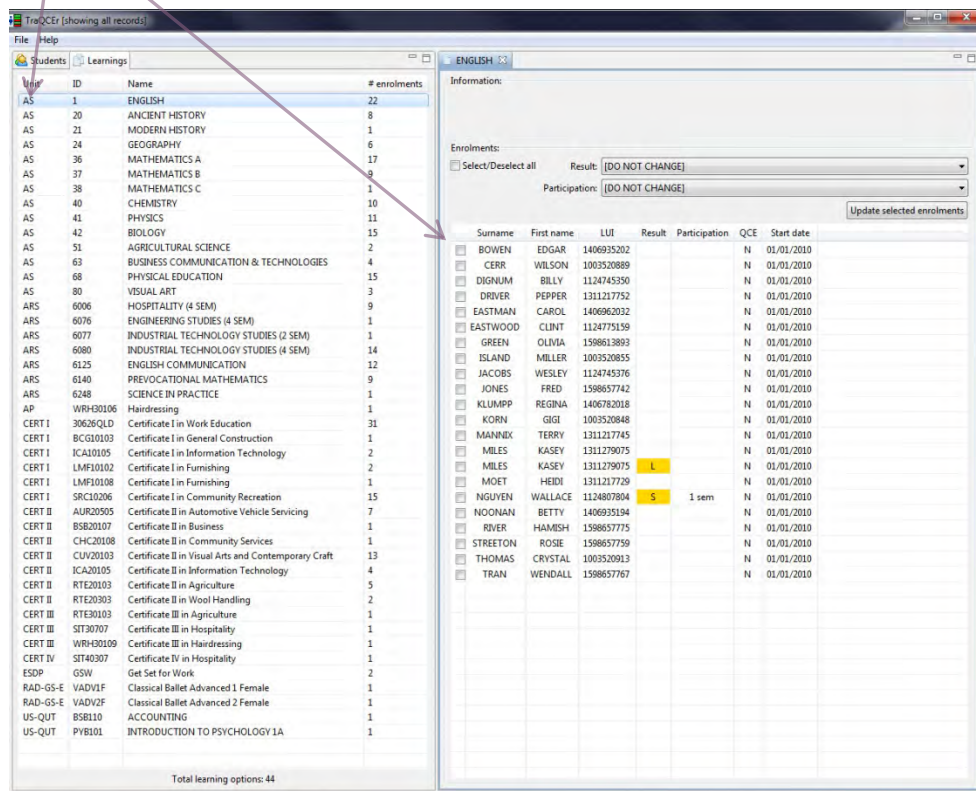 TraQCEr [showing all records]
File Help
Students Learnings
Unit ID Name # enrolments
AS 1 ENGLISH 22
AS 20 ANCIENT HISTORY 8
AS 21 MODERN HISTORY 1
AS 24 GEOGRAPHY 6
AS 36 MATHEMATICS A 17
AS 37 MATHEMATICS B 9
AS 38 MATHEMATICS C 1
AS 40 CHEMISTRY 10
AS 41 PHYSICS 11
AS 42 BIOLOGY 15
AS 51 AGRICULTURAL SCIENCE 2
AS 63 BUSINESS COMMUNICATION & TECHNOLOGIES 4
AS 68 PHYSICAL EDUCATION 15
AS 80 VISUAL ART 3
ARS 6006 HOSPITALITY (4 SEM) 9
ARS 6076 ENGINEERING STUDIES (4 SEM) 1
ARS 6077 INDUSTRIAL TECHNOLOGY STUDIES (2 SEM) 1
ARS 6080 INDUSTRIAL TECHNOLOGY STUDIES (4 SEM) 14
ARS 6125 ENGLISH COMMUNICATION 12
ARS 6140 PREVOCATIONAL MATHEMATICS 9
ARS 6248 SCIENCE IN PRACTICE 1
AP WRH30106 Hairdressing 1
CERT I 30626QLD Certificate I in Work Education 31
CERT I BCG10103 Certificate I in General Construction 1
CERT I ICA10105 Certificate I in Information Technology 2
CERT I LMF10102 Certificate I in Furnishing 2
CERT I LMF10108 Certificate I in Furnishing 1
CERT I SRC10206 Certificate I in Community Recreation 15
CERT II AUR20505 Certificate II in Automotive Vehicle Servicing 7
CERT II BSB20107 Certificate II in Business 1
CERT II CHC20108 Certificate II in Community Services 1
CERT II CUV20103 Certificate II in Visual Arts and Contemporary Craft 13
CERT II ICA20105 Certificate II in Information Technology 4
CERT II RTE20103 Certificate II in Agriculture 5
CERT II RTE20303 Certificate II in Wool Handling 2
CERT III RTE30103 Certificate III in Agriculture 1
CERT III SIT30707 Certificate III in Hospitality 1
CERT III WRH30109 Certificate III in Hairdressing 1
CERT IV SIT40307 Certificate IV in Hospitality 1
ESDP GSW Get Set for Work 2
RAD-GS-E VADV1F Classical Ballet Advanced 1 Female 1
RAD-GS-E VADV2F Classical Ballet Advanced 2 Female 1
US-QUT BSB110 ACCOUNTING 1
US-QUT PYB101 INTRODUCTION TO PSYCHOLOGY 1A 1
Total learning options: 44
ENGLISH
Information:
Enrolments:
Select/Deselect all Result: [DO NOT CHANGE]
Participation: [DO NOT CHANGE]
Update selected enrolments
Surname First name LUI Result Participation QCE Start date
BOWEN EDGAR 1406935202 N 01/01/2010
CERR WILSON 1003520889 N 01/01/2010
DIGNUM BILLY 1124745350 N 01/01/2010
DRIVER PEPPER 1311217752 N 01/01/2010
EASTMAN CAROL 1406962032 N 01/01/2010
EASTWOOD CLINT 1124775159 N 01/01/2010
GREEN OLIVIA 1598613893 N 01/01/2010
ISLAND MILLER 1003520855 N 01/01/2010
JACOBS WESLEY 1124745376 N 01/01/2010
JONES FRED 1598657742 N 01/01/2010
KLUMPP REGINA 1406782018 N 01/01/2010
KORN GIGI 1003520848 N 01/01/2010
MANNIX TERRY 1311217745 N 01/01/2010
MILES KASEY 1311279075 N 01/01/2010
MILES KASEY 1311279075 L N 01/01/2010
MOET HEIDI 1311217729 N 01/01/2010
NGUYEN WALLACE 1124807804 S 1 sem N 01/01/2010
NOONAN BETTY 1406935194 N 01/01/2010
RIVER HAMISH 1598657775 N 01/01/2010
STREETON ROSIE 1598657759 N 01/01/2010
THOMAS CRYSTAL 1003520913 N 01/01/2010
TRAN WENDALL 1598657767 N 01/01/2010